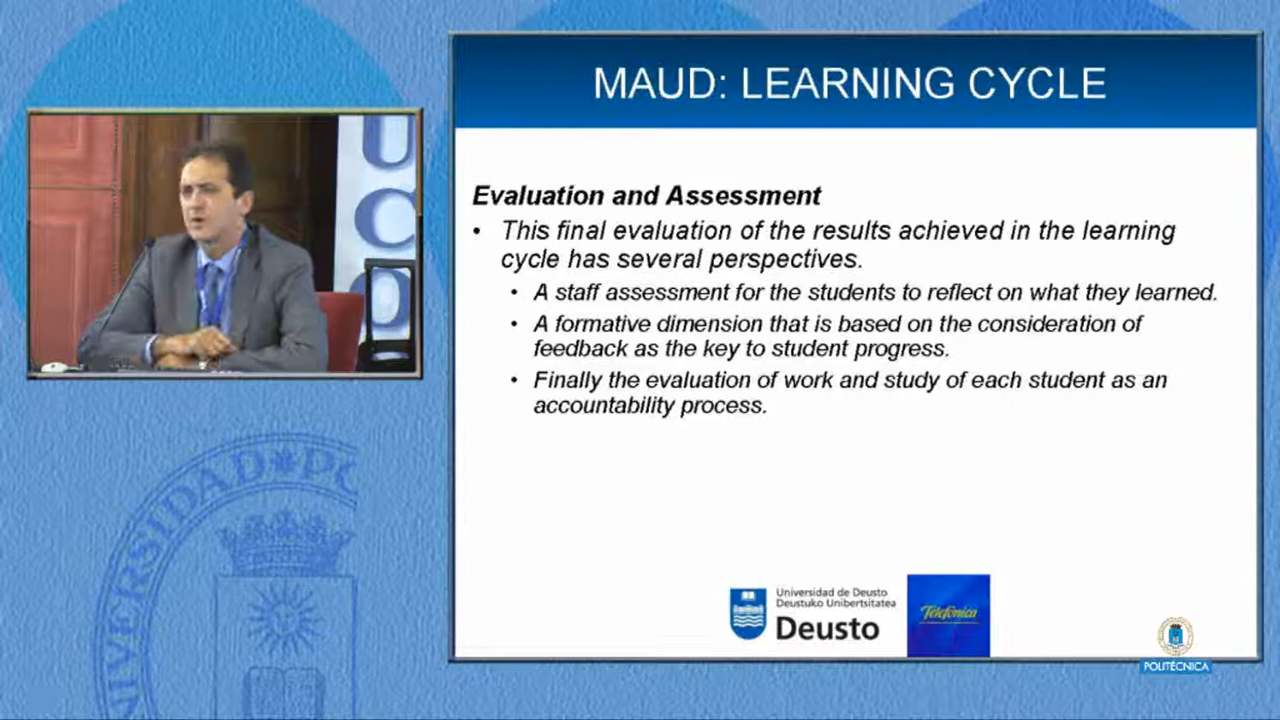 MAUD: LEARNING CYCLE
Evaluation and Assessment
• This final evaluation of the results achieved in the learning
cycle has several perspectives.
• A staff assessment for the students to reflect on what they learned.
• A formative dimension that is based on the consideration of
feedback as the key to student progress.
• Finally the evaluation of work and study of each student as an
accountability process.
Universidad de Deusto
Deustuko Unibertsitatea
Deusto
Telefónica
POLITÉCNICA
U
C
O
IVERSIDAD PO